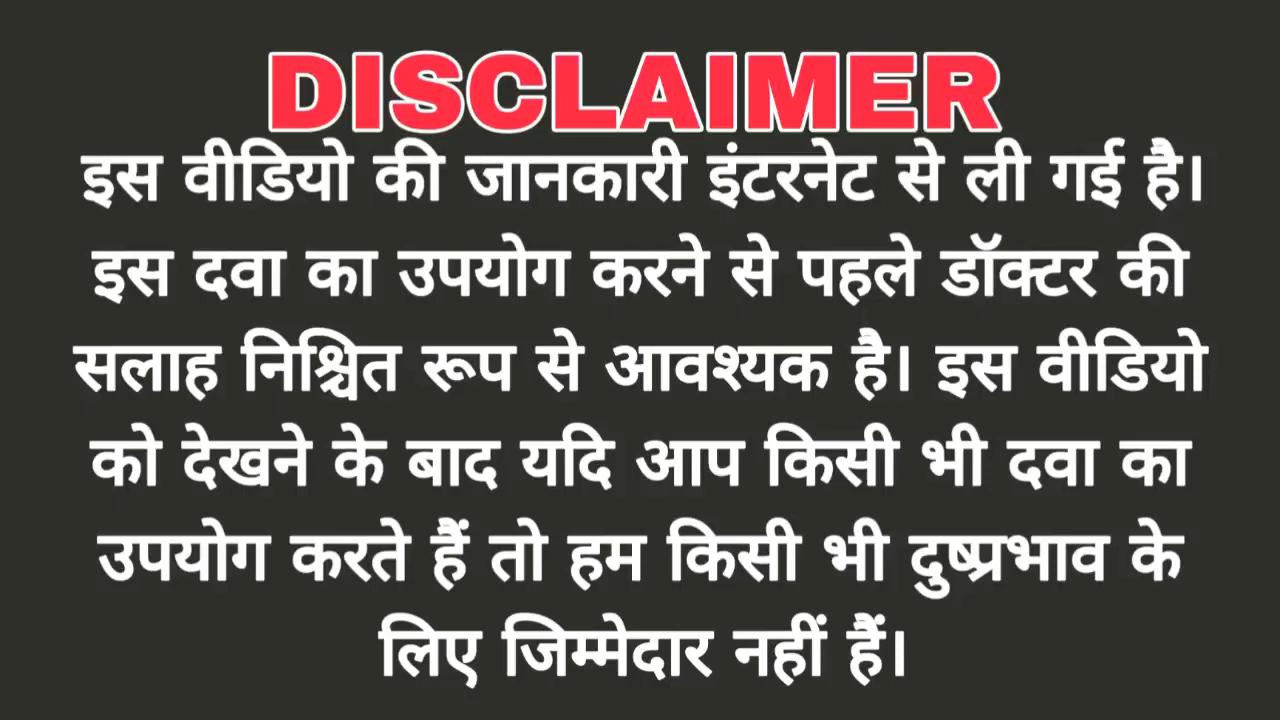 DISCLAIMER
इस वीडियो की जानकारी इंटरनेट से ली गई है।
इस दवा का उपयोग करने से पहले डॉक्टर की
सलाह निश्चित रूप से आवश्यक है। इस वीडियो
को देखने के बाद यदि आप किसी भी दवा का
उपयोग करते हैं तो हम किसी भी दुष्प्रभाव के
लिए जिम्मेदार नहीं हैं।